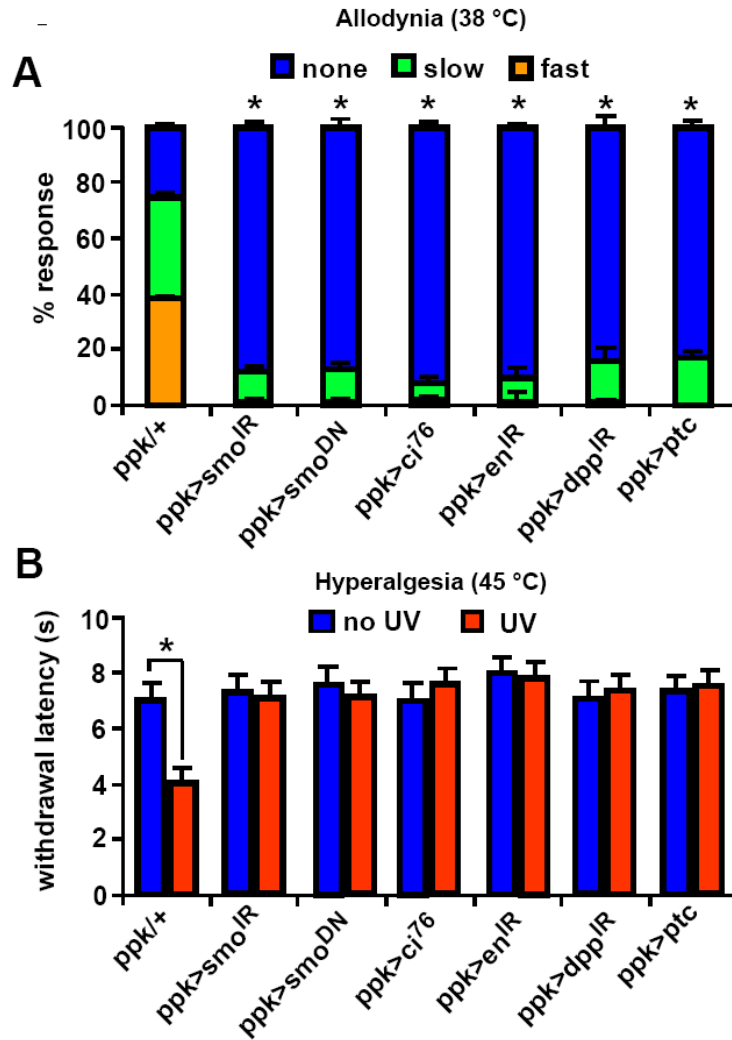 Allodynia (38 °C)
A
none slow fast
* * * * * *
% response
100
80
60
40
20
0
ppk/+
ppk>smoᴵᴿ
ppk>smoᴰᴺ
ppk>ci⁷⁶
ppk>enᴵᴿ
ppk>dppᴵᴿ
ppk>ptc
B
Hyperalgesia (45 °C)
no UV UV
*
withdrawal latency (s)
10
8
6
4
2
0
ppk/+
ppk>smoᴵᴿ
ppk>smoᴰᴺ
ppk>ci⁷⁶
ppk>enᴵᴿ
ppk>dppᴵᴿ
ppk>ptc